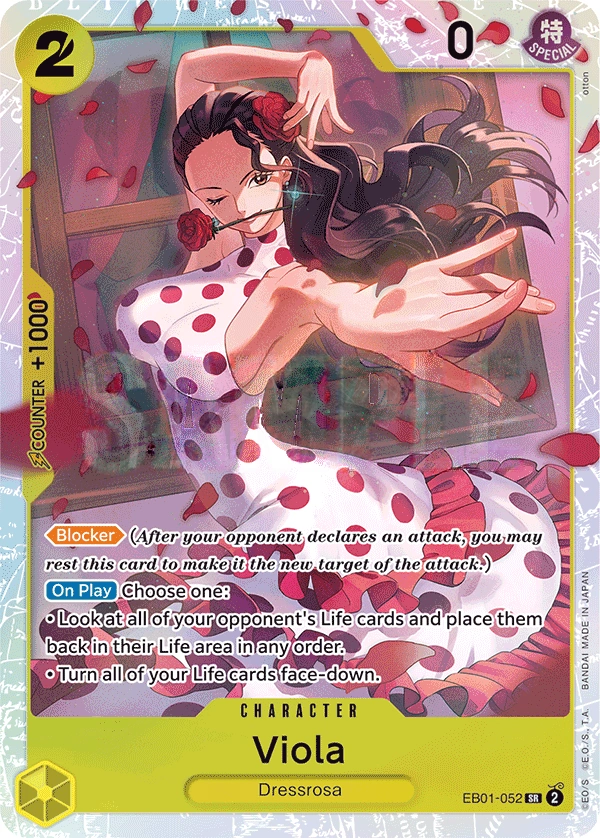 2
0
特
SPECIAL
otton
COUNTER +1000
SAMPLE
Blocker (After your opponent declares an attack, you may
rest this card to make it the new target of the attack.)
On Play Choose one:
• Look at all of your opponent's Life cards and place them
back in their Life area in any order.
• Turn all of your Life cards face-down.
CHARACTER
Viola
Dressrosa
EB01-052 SR 2
©E.O/S ©E.O./S., T.A. BANDAI MADE IN JAPAN